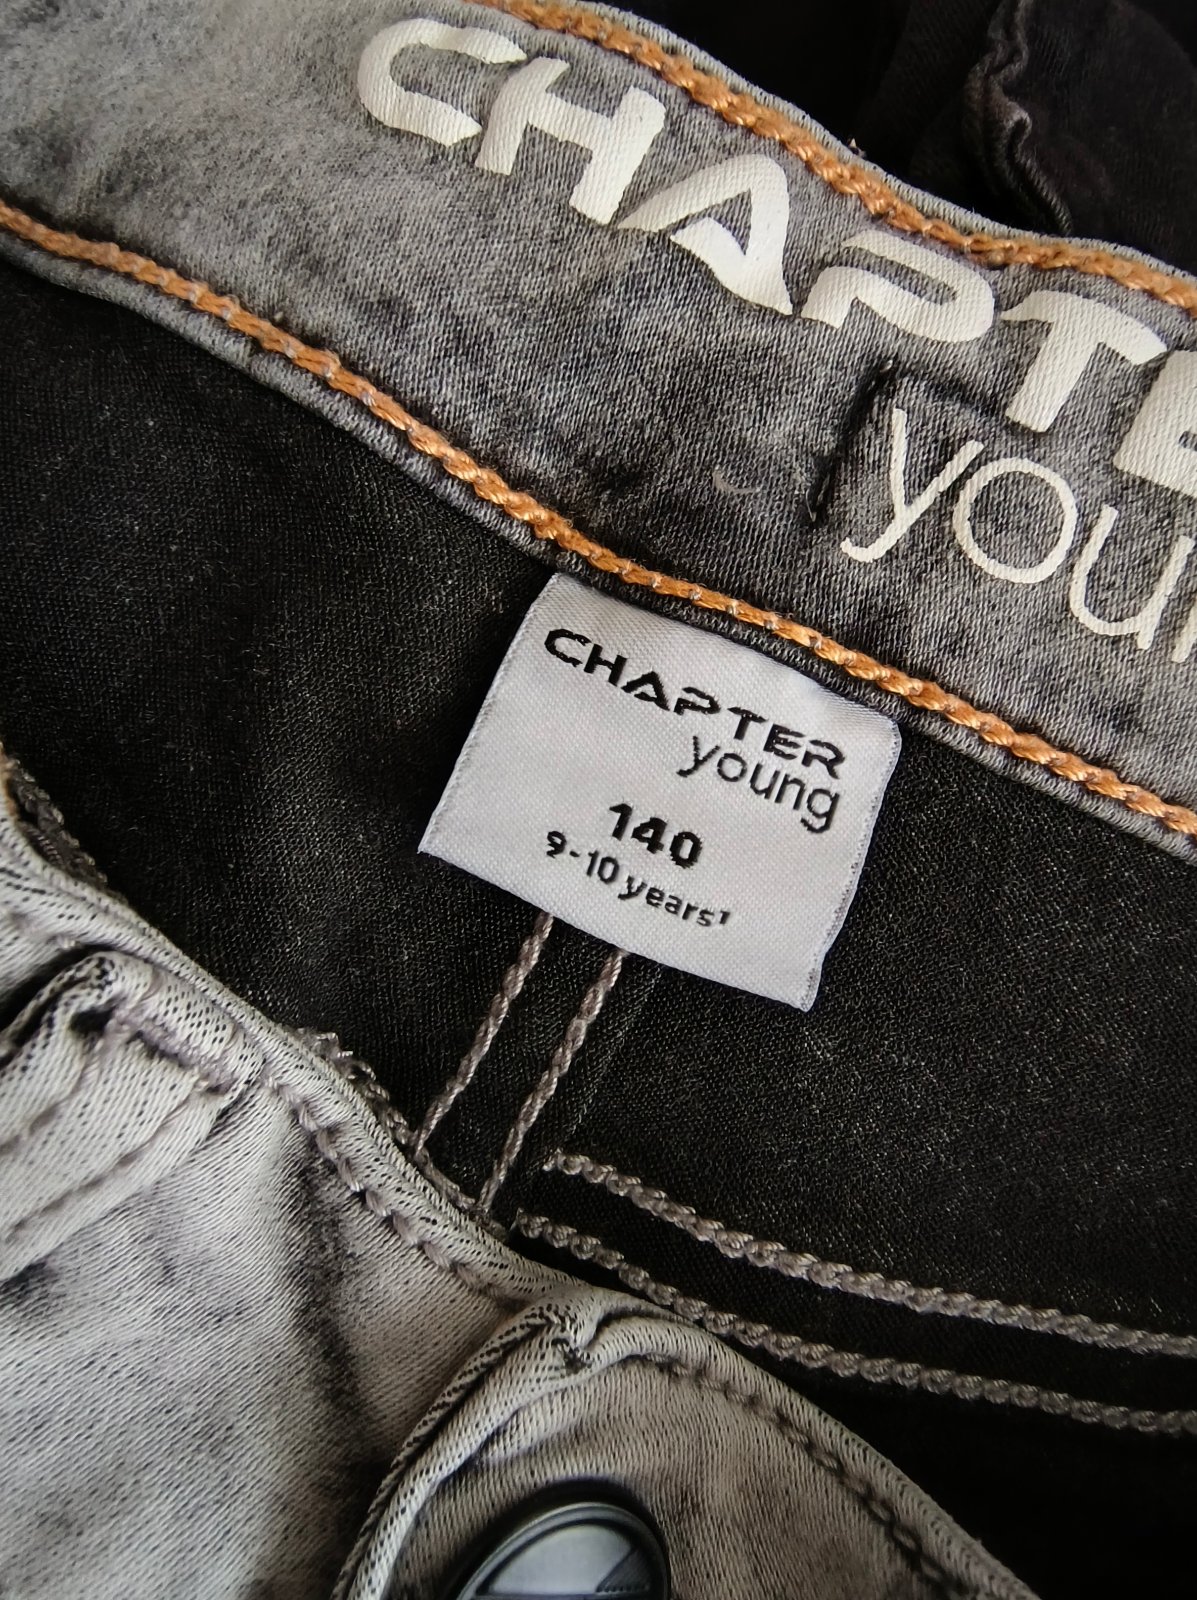 CHAPTE
you
CHAPTER
young
140
9-10 years¹